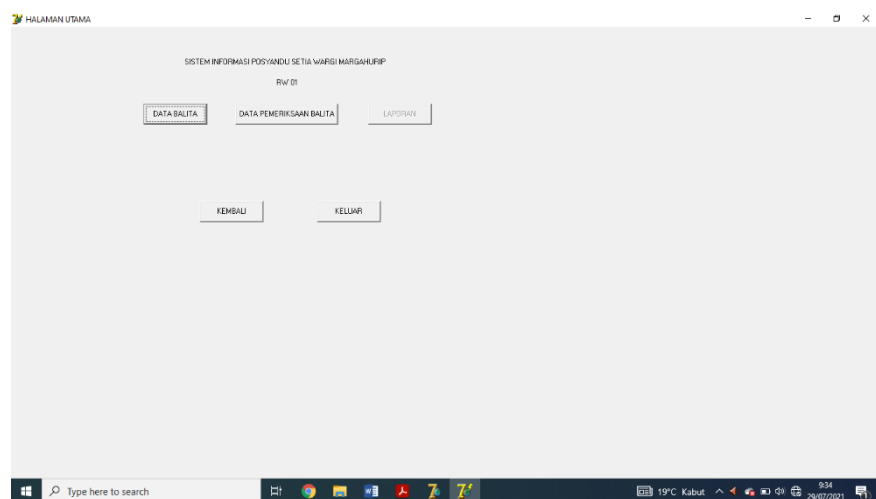 HALAMAN UTAMA
SISTEM INFORMASI POSYANDU SETIA WARGI MARGAHURIP
RW 01
DATA BALITA
DATA PEMERIKSAAN BALITA
LAPORAN
KEMBALI
KELUAR
Type here to search
19°C Kabut
9:34
29/07/2021